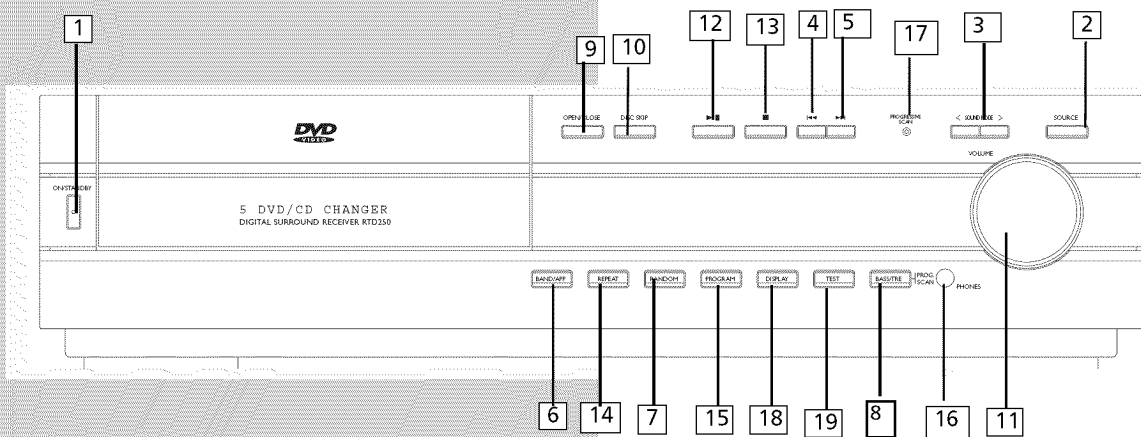 1
12
13
4
5
17
3
2
9
10
OPEN/CLOSE
DISC SKIP
PROGRESSIVE
SCAN
< SOUND MODE >
SOURCE
DVD
VIDEO
VOLUME
ON/STANDBY
5 DVD/CD CHANGER
DIGITAL SURROUND RECEIVER RTD250
BAND/APP
REPEAT
RANDOM
PROGRAM
DISPLAY
TEST
BASS/TRE
PROG.
SCAN
PHONES
6
14
7
15
18
19
8
16
11